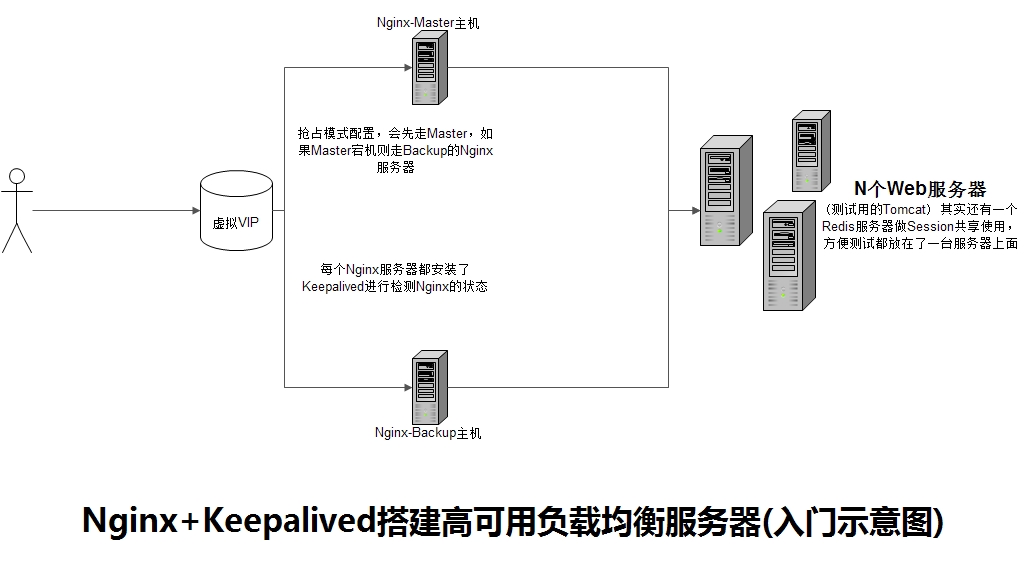 Nginx-Master主机
抢占模式配置，会先走Master，如
果Master宕机则走Backup的Nginx
服务器
虚拟VIP
N个Web服务器
（测试用的Tomcat）其实还有一个
Redis服务器做Session共享使用，
方便测试都放在了一台服务器上面
每个Nginx服务器都安装了
Keepalived进行检测Nginx的状态
Nginx-Backup主机
Nginx+Keepalived搭建高可用负载均衡服务器(入门示意图)